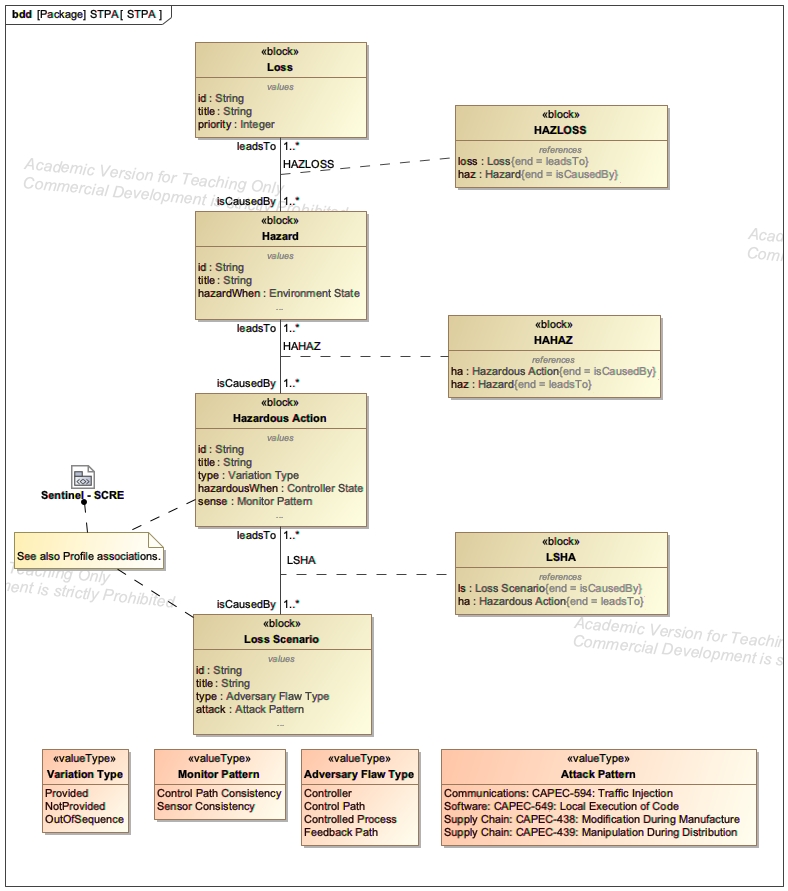 bdd [Package] STPA[ STPA ]
«block»
Loss
values
id : String
title : String
priority : Integer
leadsTo 1..*
HAZLOSS
isCausedBy 1..*
«block»
HAZLOSS
references
loss : Loss{end = leadsTo}
haz : Hazard{end = isCausedBy}
Academic Version for Teaching Only
Commercial Development is strictly Prohibited
Acad
Com
«block»
Hazard
values
id : String
title : String
hazardWhen : Environment State
...
leadsTo 1..*
HAHAZ
isCausedBy 1..*
«block»
HAHAZ
references
ha : Hazardous Action{end = isCausedBy}
haz : Hazard{end = leadsTo}
«block»
Hazardous Action
values
id : String
title : String
type : Variation Type
hazardousWhen : Controller State
sense : Monitor Pattern
...
Sentinel - SCRE
See also Profile associations.
leadsTo 1..*
LSHA
isCausedBy 1..*
«block»
LSHA
references
ls : Loss Scenario{end = isCausedBy}
ha : Hazardous Action{end = leadsTo}
Teaching Only
ment is strictly Prohibited
Academic Version for Teachin
Commercial Development is s
«block»
Loss Scenario
values
id : String
title : String
type : Adversary Flaw Type
attack : Attack Pattern
...
«valueType»
Variation Type
Provided
NotProvided
OutOfSequence
«valueType»
Monitor Pattern
Control Path Consistency
Sensor Consistency
«valueType»
Adversary Flaw Type
Controller
Control Path
Controlled Process
Feedback Path
«valueType»
Attack Pattern
Communications: CAPEC-594: Traffic Injection
Software: CAPEC-549: Local Execution of Code
Supply Chain: CAPEC-438: Modification During Manufacture
Supply Chain: CAPEC-439: Manipulation During Distribution